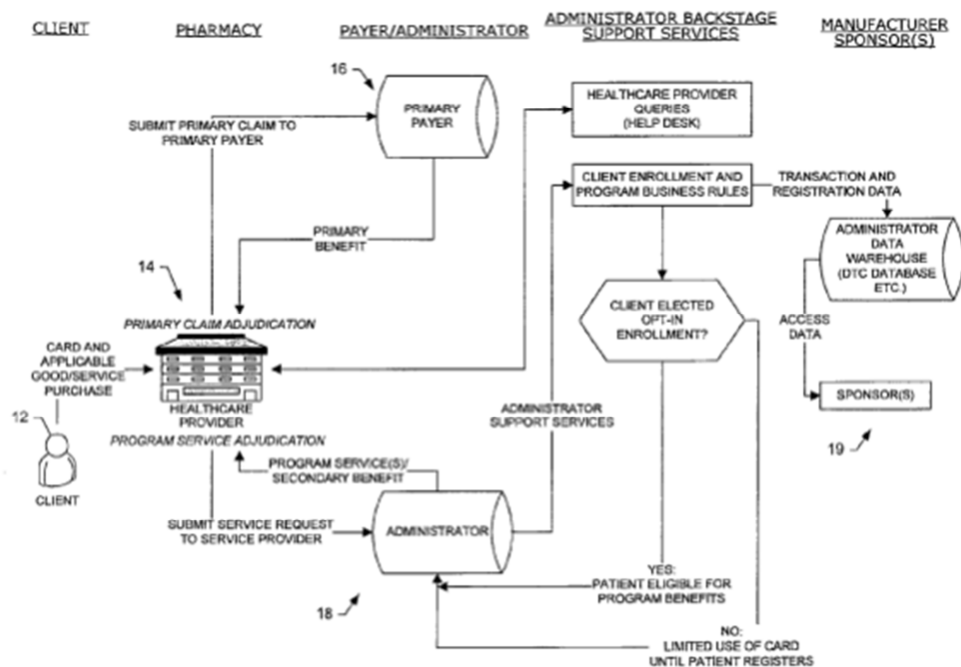 CLIENT
PHARMACY
PAYER/ADMINISTRATOR
ADMINISTRATOR BACKSTAGE
SUPPORT SERVICES
MANUFACTURER
SPONSOR(S)
16
PRIMARY
PAYER
SUBMIT PRIMARY CLAIM TO
PRIMARY PAYER
HEALTHCARE PROVIDER
QUERIES
(HELP DESK)
CLIENT ENROLLMENT AND
PROGRAM BUSINESS RULES
TRANSACTION AND
REGISTRATION DATA
PRIMARY
BENEFIT
ADMINISTRATOR
DATA
WAREHOUSE
(DTC DATABASE
ETC.)
14
CLIENT ELECTED
OPT-IN
ENROLLMENT?
PRIMARY CLAIM ADJUDICATION
ACCESS
DATA
CARD AND
APPLICABLE
GOOD/SERVICE
PURCHASE
HEALTHCARE
PROVIDER
SPONSOR(S)
19
12
PROGRAM SERVICE ADJUDICATION
ADMINISTRATOR
SUPPORT SERVICES
CLIENT
PROGRAM SERVICE(S)/
SECONDARY BENEFIT
SUBMIT SERVICE REQUEST
TO SERVICE PROVIDER
ADMINISTRATOR
18
YES:
PATIENT ELIGIBLE FOR
PROGRAM BENEFITS
NO:
LIMITED USE OF CARD
UNTIL PATIENT REGISTERS